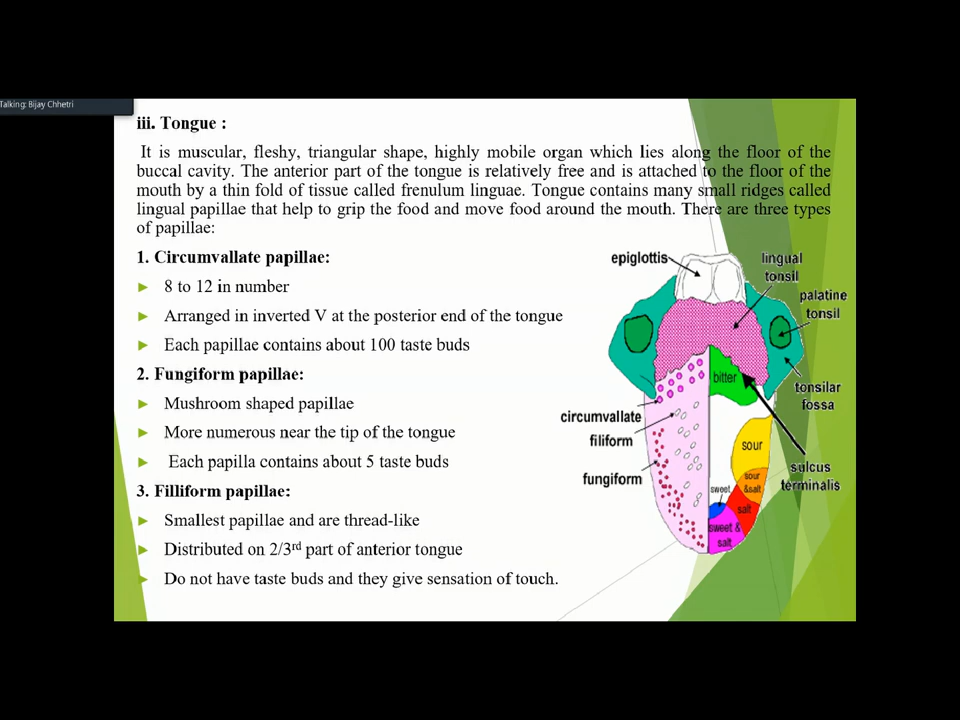 Talking: Bijay Chhetri
iii. Tongue :
It is muscular, fleshy, triangular shape, highly mobile organ which lies along the floor of the
buccal cavity. The anterior part of the tongue is relatively free and is attached to the floor of the
mouth by a thin fold of tissue called frenulum linguae. Tongue contains many small ridges called
lingual papillae that help to grip the food and move food around the mouth. There are three types
of papillae:
1. Circumvallate papillae:
8 to 12 in number
Arranged in inverted V at the posterior end of the tongue
Each papillae contains about 100 taste buds
2. Fungiform papillae:
Mushroom shaped papillae
More numerous near the tip of the tongue
Each papilla contains about 5 taste buds
3. Filliform papillae:
Smallest papillae and are thread-like
Distributed on 2/3rd part of anterior tongue
Do not have taste buds and they give sensation of touch.
epiglottis
lingual
tonsil
palatine
tonsil
bitter
tonsilar
fossa
circumvallate
filiform
fungiform
sour
sulcus
terminalis
sour
&salt
sweet
salt
sweet &
salt